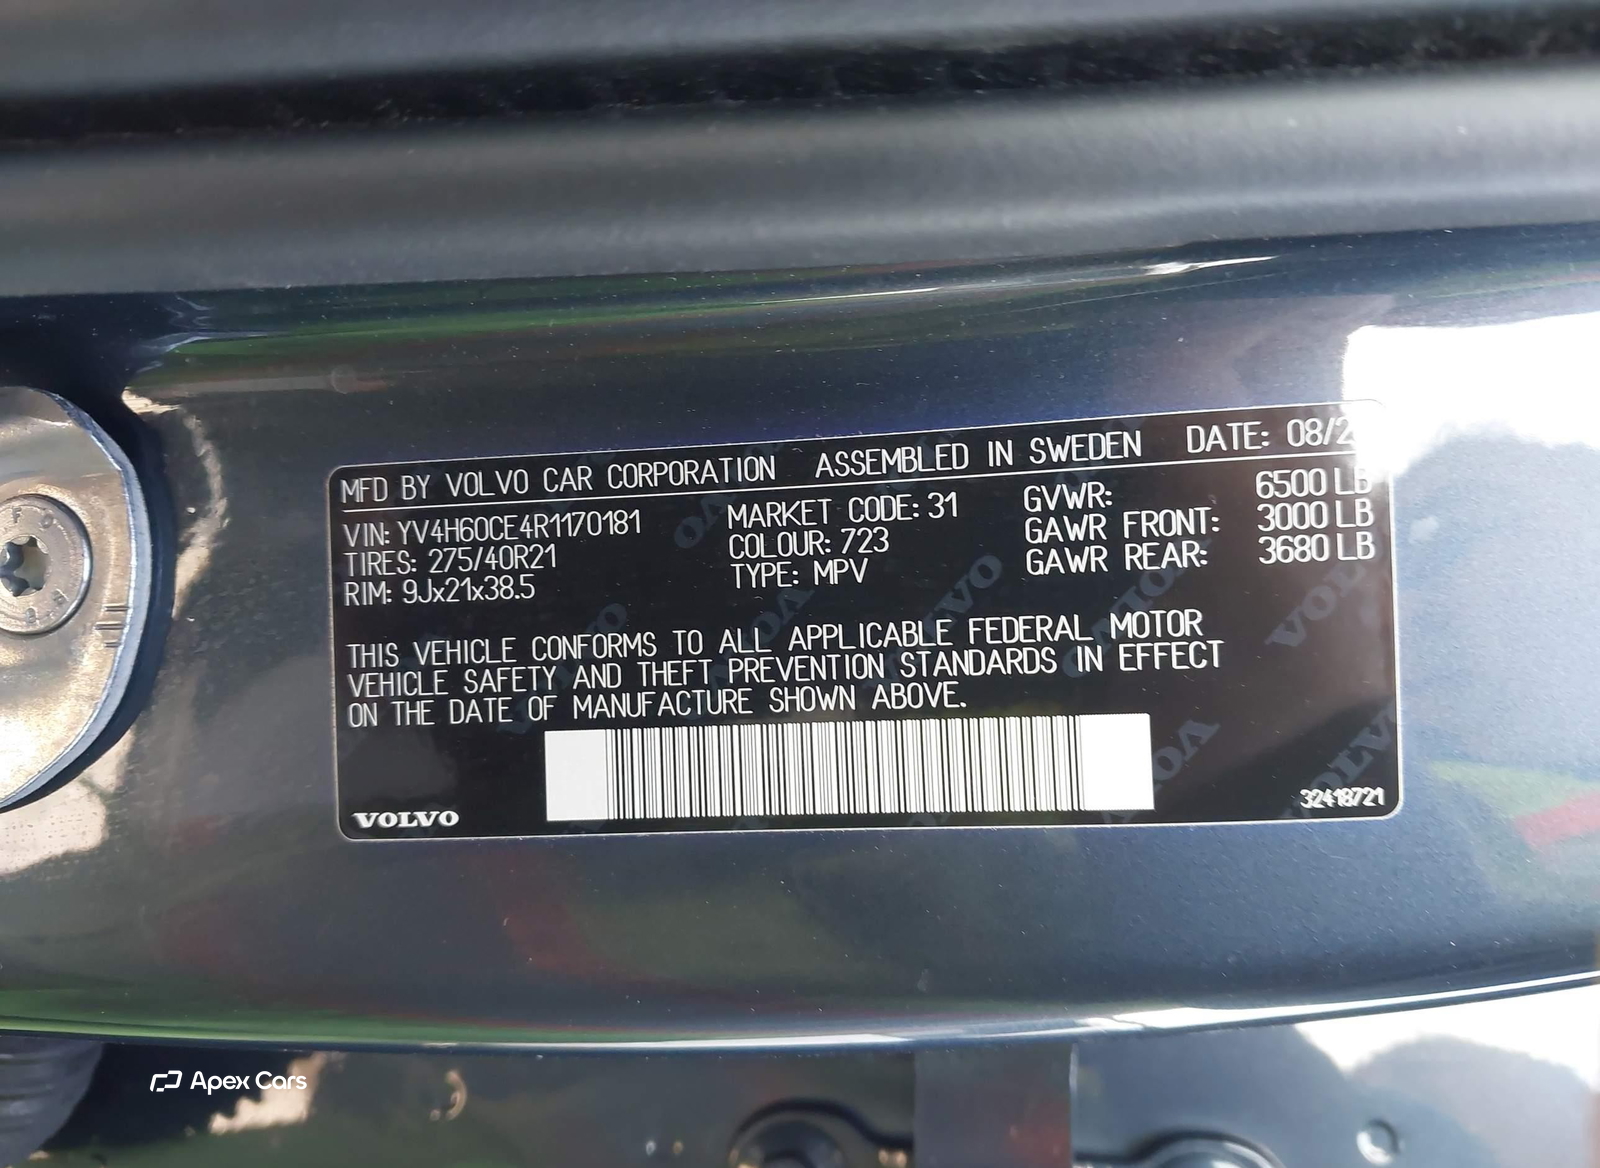 MFD BY VOLVO CAR CORPORATION ASSEMBLED IN SWEDEN DATE: 08/2
VIN: YV4H60CE4R1170181 MARKET CODE: 31 GVWR: 6500 LB
TIRES: 275/40R21 COLOUR: 723 GAWR FRONT: 3000 LB
RIM: 9Jx21x38.5 TYPE: MPV GAWR REAR: 3680 LB
THIS VEHICLE CONFORMS TO ALL APPLICABLE FEDERAL MOTOR
VEHICLE SAFETY AND THEFT PREVENTION STANDARDS IN EFFECT
ON THE DATE OF MANUFACTURE SHOWN ABOVE.
VOLVO
32418721
Apex Cars